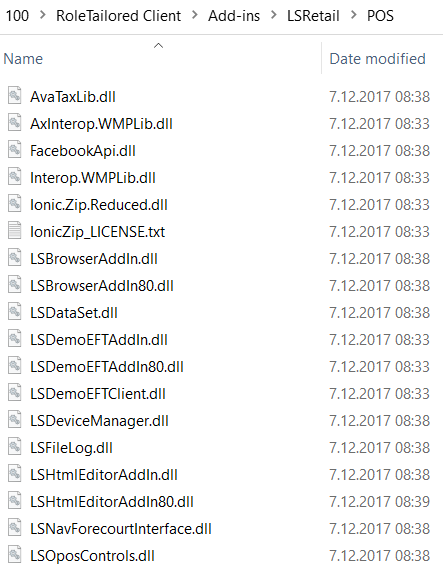 100 > RoleTailored Client > Add-ins > LSRetail > POS
Name Date modified
AvaTaxLib.dll 7.12.2017 08:38
AxInterop.WMPLib.dll 7.12.2017 08:33
FacebookApi.dll 7.12.2017 08:38
Interop.WMPLib.dll 7.12.2017 08:33
Ionic.Zip.Reduced.dll 7.12.2017 08:33
IonicZip_LICENSE.txt 7.12.2017 08:33
LSBrowserAddIn.dll 7.12.2017 08:38
LSBrowserAddIn80.dll 7.12.2017 08:38
LSDataSet.dll 7.12.2017 08:38
LSDemoEFTAddIn.dll 7.12.2017 08:33
LSDemoEFTAddIn80.dll 7.12.2017 08:33
LSDemoEFTClient.dll 7.12.2017 08:33
LSDeviceManager.dll 7.12.2017 08:38
LSFileLog.dll 7.12.2017 08:38
LSHtmlEditorAddIn.dll 7.12.2017 08:38
LSHtmlEditorAddIn80.dll 7.12.2017 08:39
LSNavForecourtInterface.dll 7.12.2017 08:38
LSOposControls.dll 7.12.2017 08:38